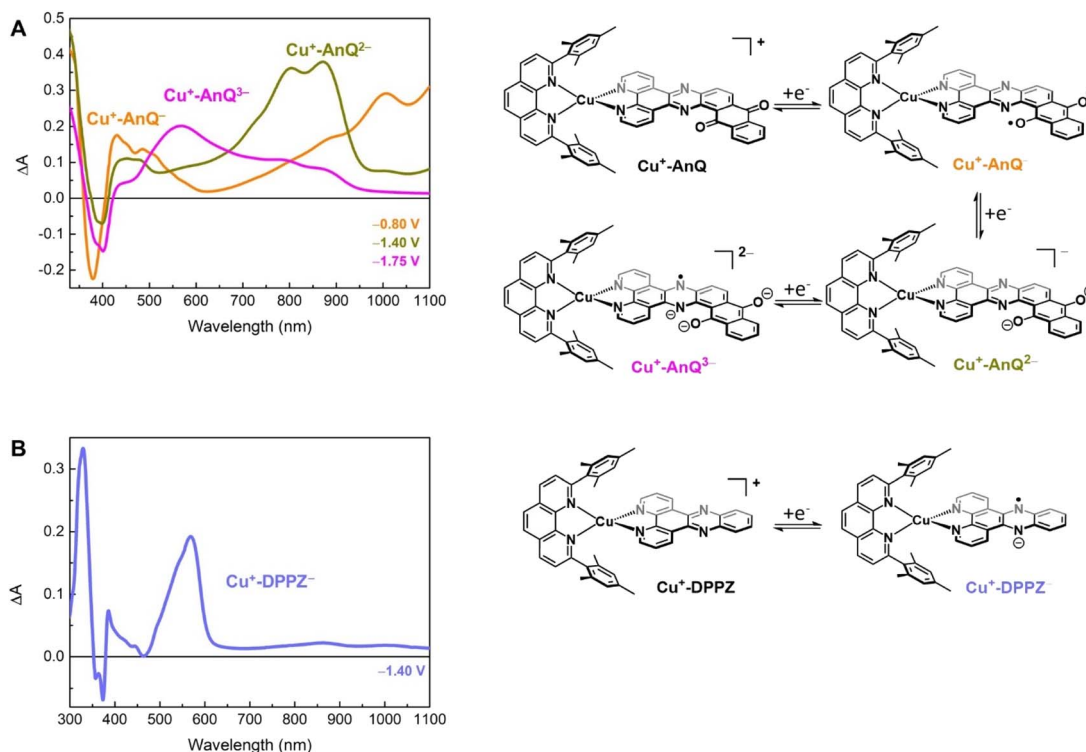 A
ΔA
0.5
0.4
0.3
0.2
0.1
0.0
-0.1
-0.2
Cu⁺-AnQ²⁻
Cu⁺-AnQ³⁻
Cu⁺-AnQ⁻
−0.80 V
−1.40 V
−1.75 V
400 500 600 700 800 900 1000 1100
Wavelength (nm)
N N Cu N N N N O O +
Cu⁺-AnQ
+e⁻
N N Cu N N N N •O O
Cu⁺-AnQ⁻
+e⁻
N N Cu N N N • N ⊖ O⊖ ⊖O 2−
Cu⁺-AnQ³⁻
+e⁻
N N Cu N N N N O ⊖ O −
Cu⁺-AnQ²⁻
B
ΔA
0.3
0.2
0.1
0.0
Cu⁺-DPPZ⁻
−1.40 V
300 400 500 600 700 800 900 1000 1100
Wavelength (nm)
N N Cu N N N N +
Cu⁺-DPPZ
+e⁻
N N Cu N N N • N ⊖
Cu⁺-DPPZ⁻